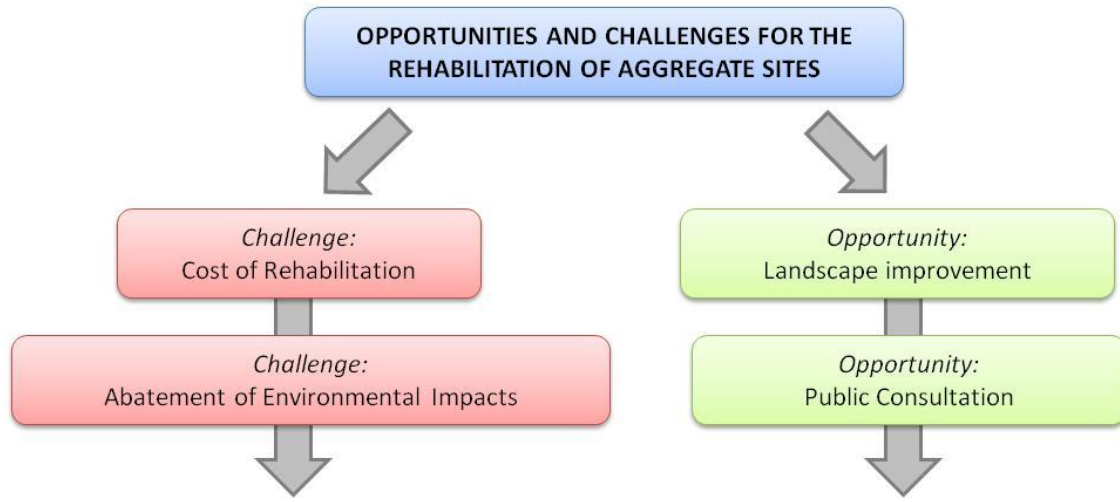 OPPORTUNITIES AND CHALLENGES FOR THE
REHABILITATION OF AGGREGATE SITES
Challenge:
Cost of Rehabilitation
Challenge:
Abatement of Environmental Impacts
Opportunity:
Landscape improvement
Opportunity:
Public Consultation